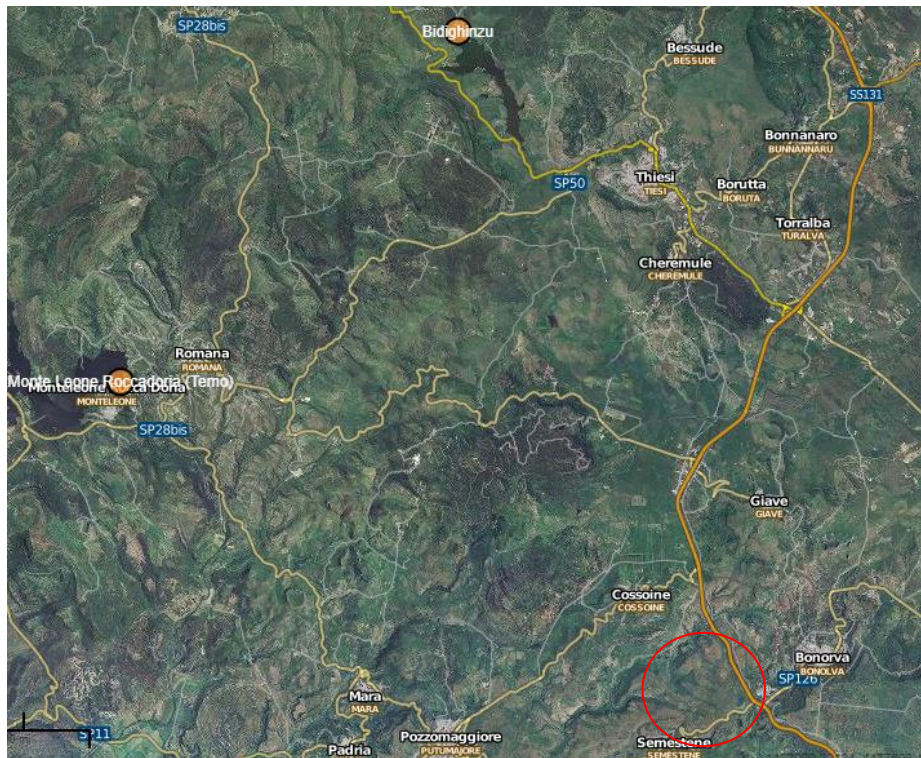 SP28bis
Bidighinzu
Bessude
BESSUDE
SS131
Bonnanaro
BUNNANNARU
SP50
Thiesi
TIESI
Borutta
BORUTA
Torralba
TURALVA
Cheremule
CHEREMULE
Romana
ROMANA
Monte Leone Roccadoria (Temo)
MONTELEONE
SP28bis
Giave
GIAVE
Cossoine
COSSOINE
Bonorva
BONOLVA
SP126
Mara
MARA
SP11
Padria
Pozzomaggiore
PUTUMAJORE
Semestene
SEMESTENE